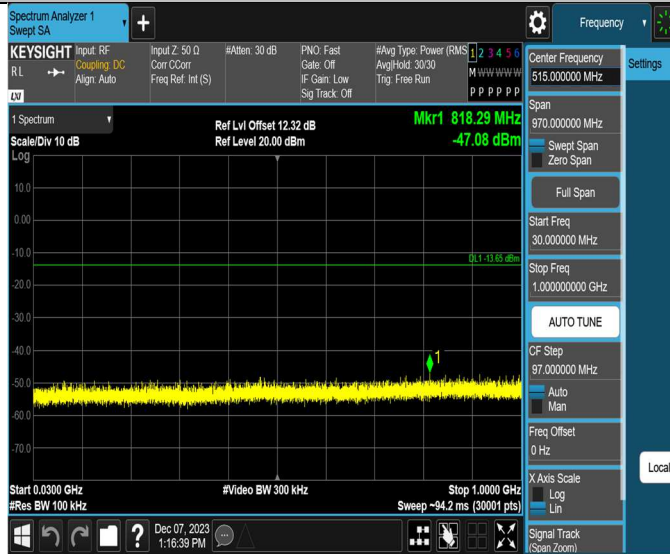 Spectrum Analyzer 1
Swept SA
+
Frequency
KEYSIGHT
RL
LXI
Input: RF
Coupling: DC
Align: Auto
Input Z: 50 Ω
Corr CCorr
Freq Ref: Int (S)
#Atten: 30 dB
PNO: Fast
Gate: Off
IF Gain: Low
Sig Track: Off
#Avg Type: Power (RMS
Avg|Hold: 30/30
Trig: Free Run
1 2 3 4 5 6
M W W W W W
P P P P P P
1 Spectrum
Scale/Div 10 dB
Log
Ref Lvl Offset 12.32 dB
Ref Level 20.00 dBm
Mkr1 818.29 MHz
-47.08 dBm
10.0
0.00
-10.0
DL1 -13.65 dBm
-20.0
-30.0
-40.0
1
-50.0
-60.0
-70.0
Start 0.0300 GHz
#Res BW 100 kHz
#Video BW 300 kHz
Stop 1.0000 GHz
Sweep ~94.2 ms (30001 pts)
Dec 07, 2023
1:16:39 PM
Center Frequency
515.000000 MHz
Span
970.000000 MHz
Swept Span
Zero Span
Full Span
Start Freq
30.000000 MHz
Stop Freq
1.000000000 GHz
AUTO TUNE
CF Step
97.000000 MHz
Auto
Man
Freq Offset
0 Hz
X Axis Scale
Log
Lin
Signal Track
(Span Zoom)
Settings
Local